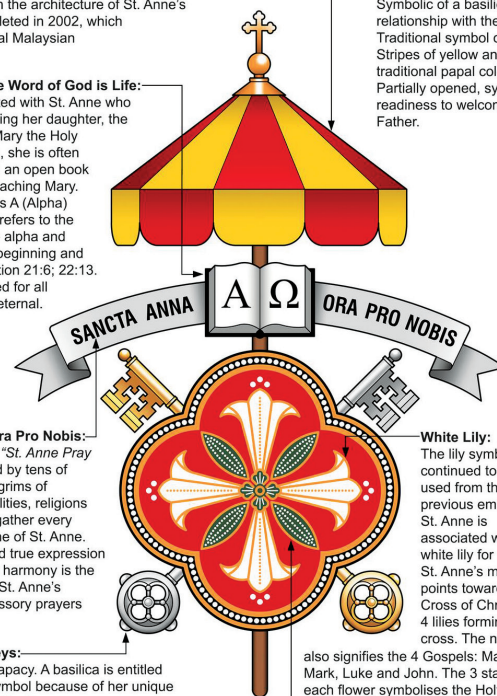 the architecture of St. Anne's
leted in 2002, which
al Malaysian
Symbolic of a basilic
relationship with the
Traditional symbol o
Stripes of yellow an
traditional papal col
Partially opened, sy
readiness to welcom
Father.
e Word of God is Life:
ted with St. Anne who
ing her daughter, the
Mary the Holy
, she is often
an open book
eaching Mary.
s A (Alpha)
refers to the
alpha and
beginning and
tion 21:6; 22:13.
ed for all
eternal.
SANCTA ANNA
Α Ω
ORA PRO NOBIS
ra Pro Nobis:
"St. Anne Pray
d by tens of
grims of
lities, religions
gather every
ne of St. Anne.
d true expression
harmony is the
St. Anne's
ssory prayers
White Lily:
The lily symb
continued to
used from th
previous em
St. Anne is
associated w
white lily for
St. Anne's m
points toward
Cross of Chr
4 lilies formin
cross. The n
also signifies the 4 Gospels: Ma
Mark, Luke and John. The 3 sta
each flower symbolises the Hol
eys:
apacy. A basilica is entitled
ymbol because of her unique